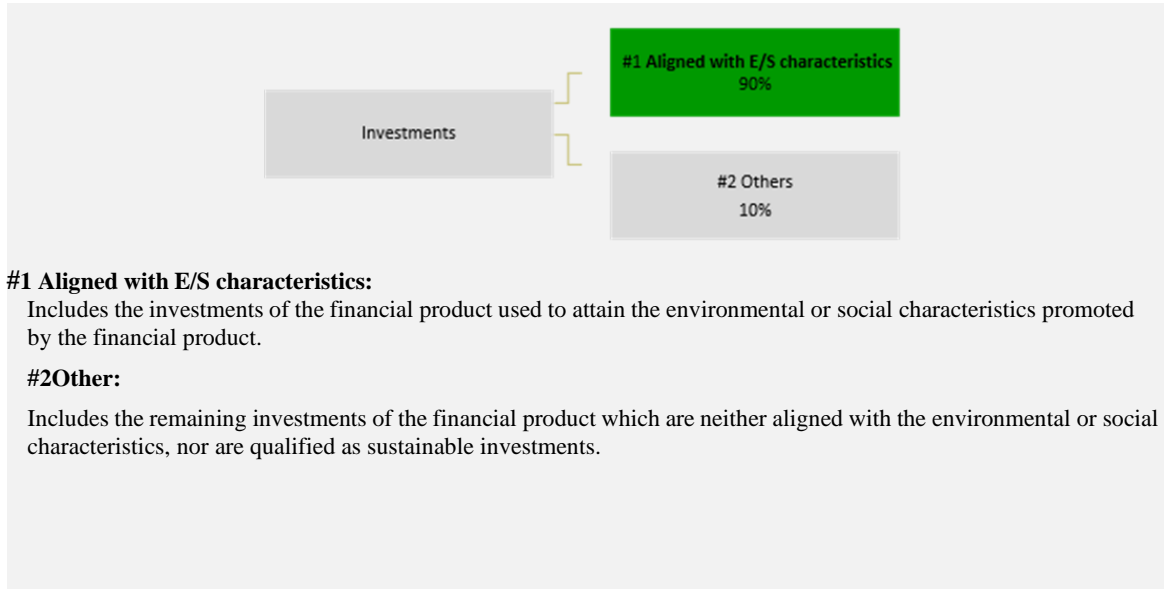 #1 Aligned with E/S characteristics
90%
Investments
#2 Others
10%
#1 Aligned with E/S characteristics:
Includes the investments of the financial product used to attain the environmental or social characteristics promoted
by the financial product.
#2Other:
Includes the remaining investments of the financial product which are neither aligned with the environmental or social
characteristics, nor are qualified as sustainable investments.